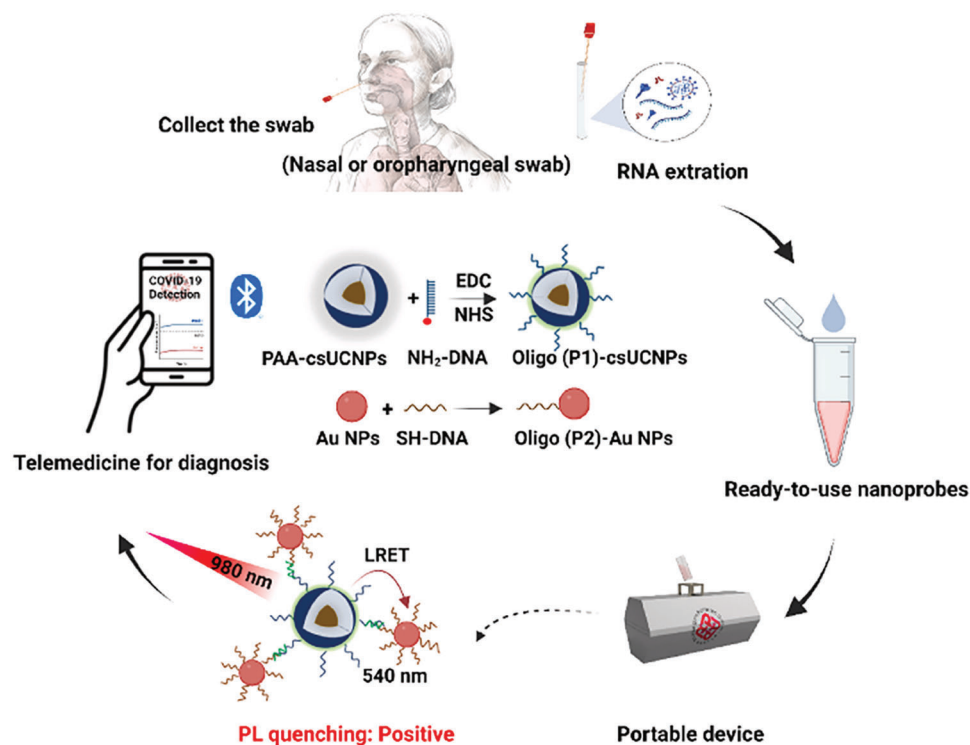 Collect the swab
(Nasal or oropharyngeal swab)
RNA extration
COVID-19
Detection
PAA-csUCNPs
+
NH₂-DNA
EDC
NHS
Oligo (P1)-csUCNPs
Au NPs
+
SH-DNA
Oligo (P2)-Au NPs
Telemedicine for diagnosis
Ready-to-use nanoprobes
980 nm
LRET
540 nm
PL quenching: Positive
Portable device